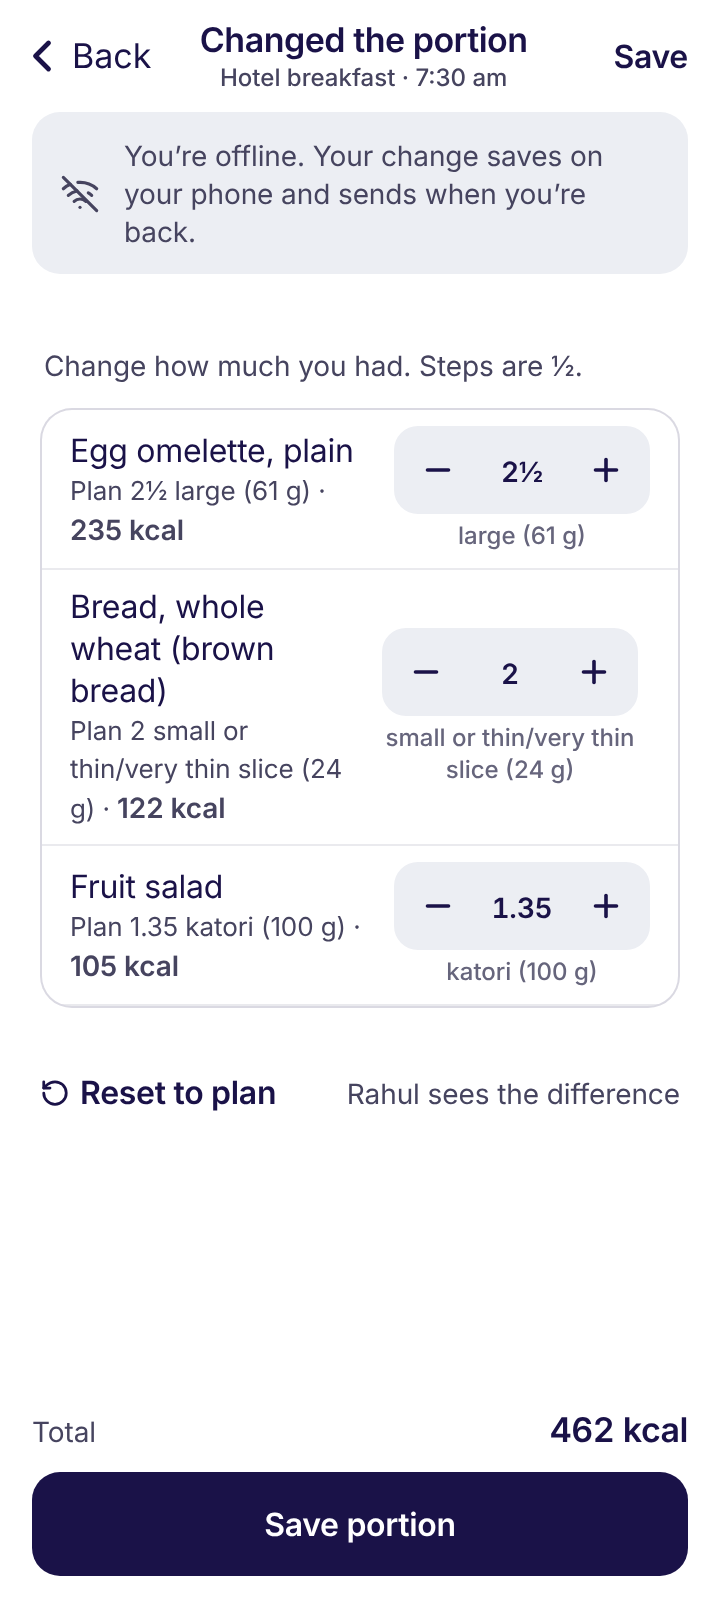 Back
Changed the portion
Hotel breakfast · 7:30 am
Save
You’re offline. Your change saves on
your phone and sends when you’re
back.
Change how much you had. Steps are ½.
Egg omelette, plain
Plan 2½ large (61 g) ·
235 kcal
− 2½ +
large (61 g)
Bread, whole
wheat (brown
bread)
Plan 2 small or
thin/very thin slice (24
g) · 122 kcal
− 2 +
small or thin/very thin
slice (24 g)
Fruit salad
Plan 1.35 katori (100 g) ·
105 kcal
− 1.35 +
katori (100 g)
Reset to plan
Rahul sees the difference
Total
462 kcal
Save portion